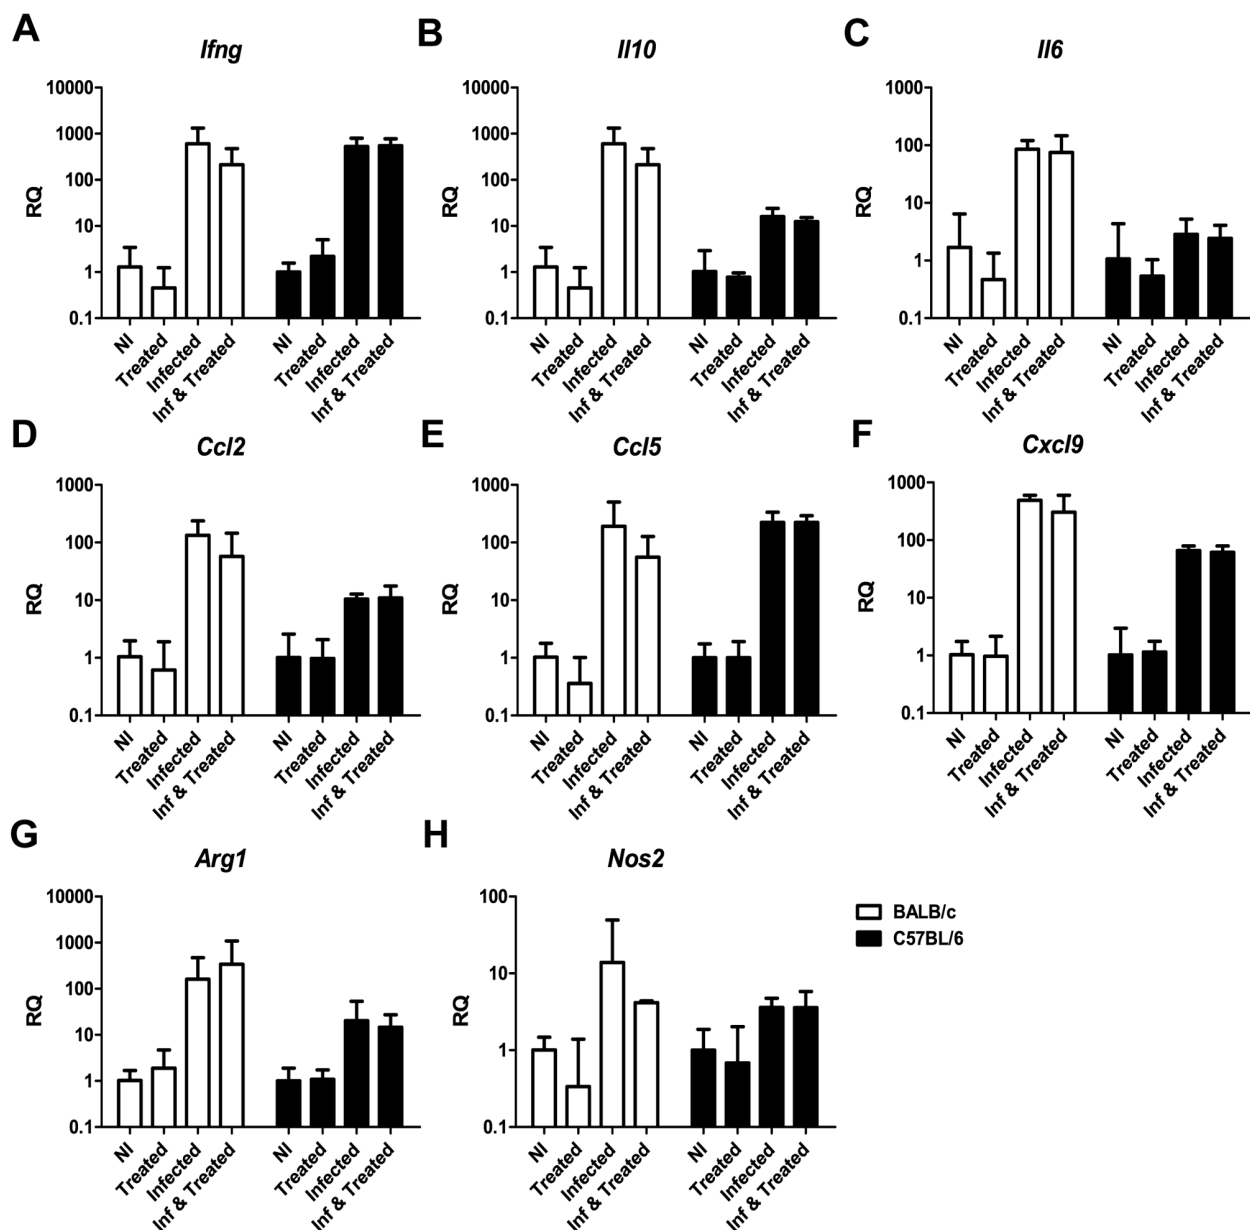 A
Ifng
RQ
10000
1000
100
10
1
0.1
NI
Treated
Infected
Inf & Treated
NI
Treated
Infected
Inf & Treated
B
Il10
RQ
10000
1000
100
10
1
0.1
NI
Treated
Infected
Inf & Treated
NI
Treated
Infected
Inf & Treated
C
Il6
RQ
1000
100
10
1
0.1
NI
Treated
Infected
Inf & Treated
NI
Treated
Infected
Inf & Treated
D
Ccl2
RQ
1000
100
10
1
0.1
NI
Treated
Infected
Inf & Treated
NI
Treated
Infected
Inf & Treated
E
Ccl5
RQ
1000
100
10
1
0.1
NI
Treated
Infected
Inf & Treated
NI
Treated
Infected
Inf & Treated
F
Cxcl9
RQ
1000
100
10
1
0.1
NI
Treated
Infected
Inf & Treated
NI
Treated
Infected
Inf & Treated
G
Arg1
RQ
10000
1000
100
10
1
0.1
NI
Treated
Infected
Inf & Treated
NI
Treated
Infected
Inf & Treated
H
Nos2
RQ
100
10
1
0.1
NI
Treated
Infected
Inf & Treated
NI
Treated
Infected
Inf & Treated
BALB/c
C57BL/6